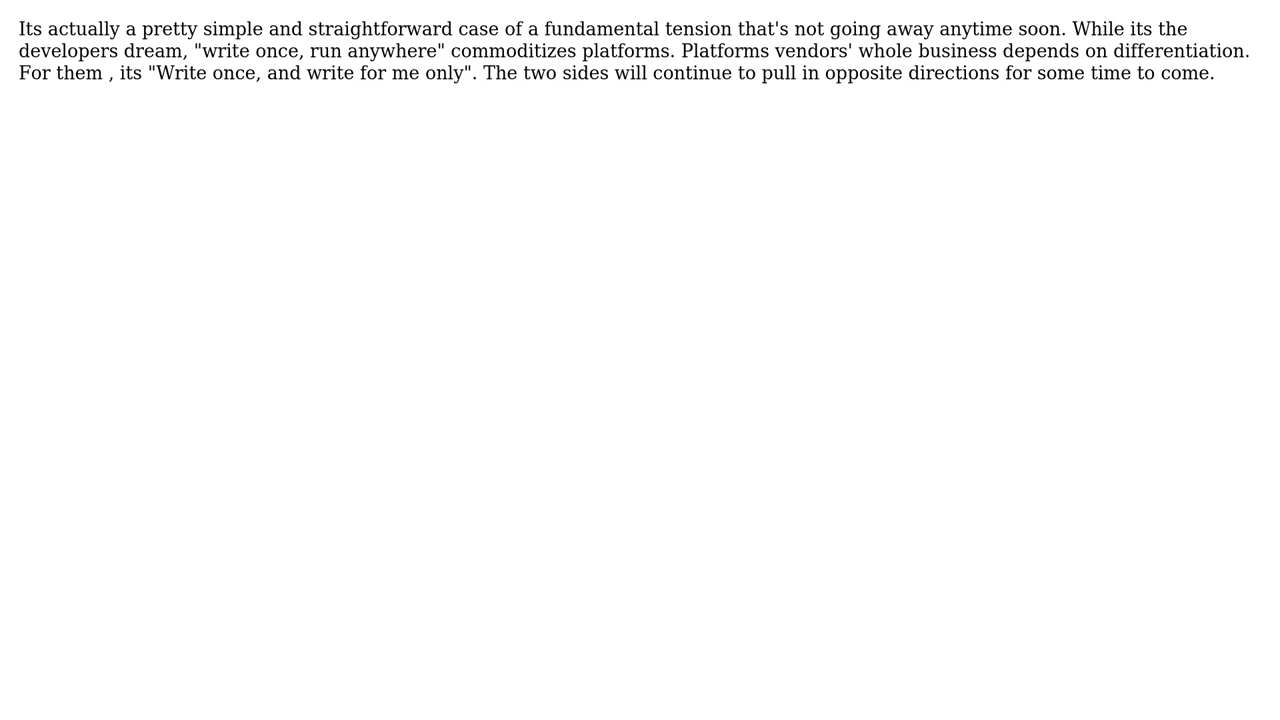 Its actually a pretty simple and straightforward case of a fundamental tension that's not going away anytime soon. While its the
developers dream, "write once, run anywhere" commoditizes platforms. Platforms vendors' whole business depends on differentiation.
For them , its "Write once, and write for me only". The two sides will continue to pull in opposite directions for some time to come.